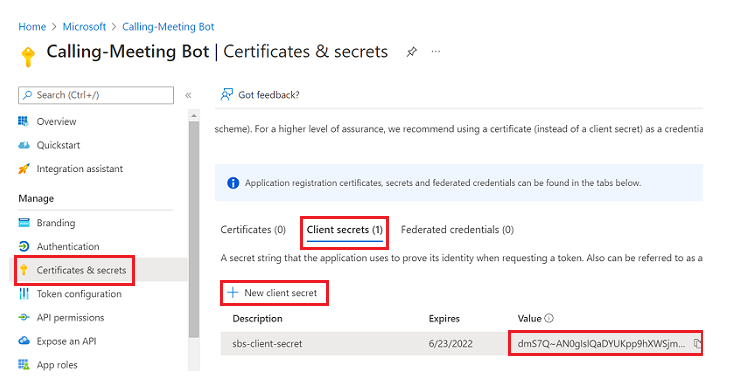 Home > Microsoft > Calling-Meeting Bot
Calling-Meeting Bot | Certificates & secrets ...
Search (Ctrl+/) «
Overview
Quickstart
Integration assistant
Manage
Branding
Authentication
Certificates & secrets
Token configuration
API permissions
Expose an API
App roles
Got feedback?
scheme). For a higher level of assurance, we recommend using a certificate (instead of a client secret) as a credentia
Application registration certificates, secrets and federated credentials can be found in the tabs below.
Certificates (0) Client secrets (1) Federated credentials (0)
A secret string that the application uses to prove its identity when requesting a token. Also can be referred to as a
+ New client secret
Description Expires Value
sbs-client-secret 6/23/2022 dmS7Q~AN0gIslQaDYUKpp9hXWSjm...